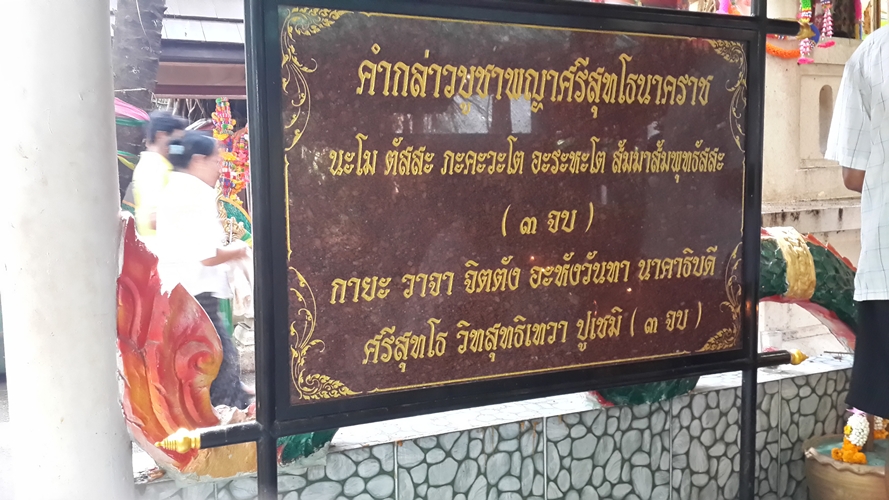 คำกล่าวบูชาพญาศรีสุทโธนาคราช
นะโม ตัสสะ ภะคะวะโต อะระหะโต สัมมาสัมพุทธัสสะ
( ๓ จบ )
กายะ วาจา จิตตัง อะหังวันทา นาคาธิบดี
ศรีสุทโธ วิทสุทธิเทวา ปูเชมิ ( ๓ จบ )